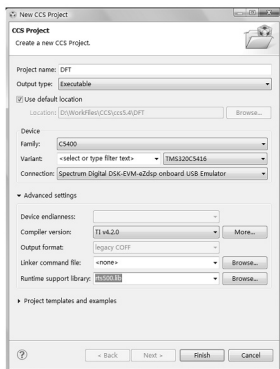 New CCS Project
CCS Project
Create a new CCS Project.
Project name: DFT
Output type: Executable
Use default location
Location: D:\WorkFiles\CCS\ccs5.4\DFT Browse...
Device
Family: C5400
Variant: <select or type filter text> TMS320C5416
Connection: Spectrum Digital DSK-EVM-eZdsp onboard USB Emulator
Advanced settings
Device endianness:
Compiler version: TI v4.2.0 More...
Output format: legacy COFF
Linker command file: <none> Browse...
Runtime support library: rts500.lib Browse...
Project templates and examples
? < Back Next > Finish Cancel